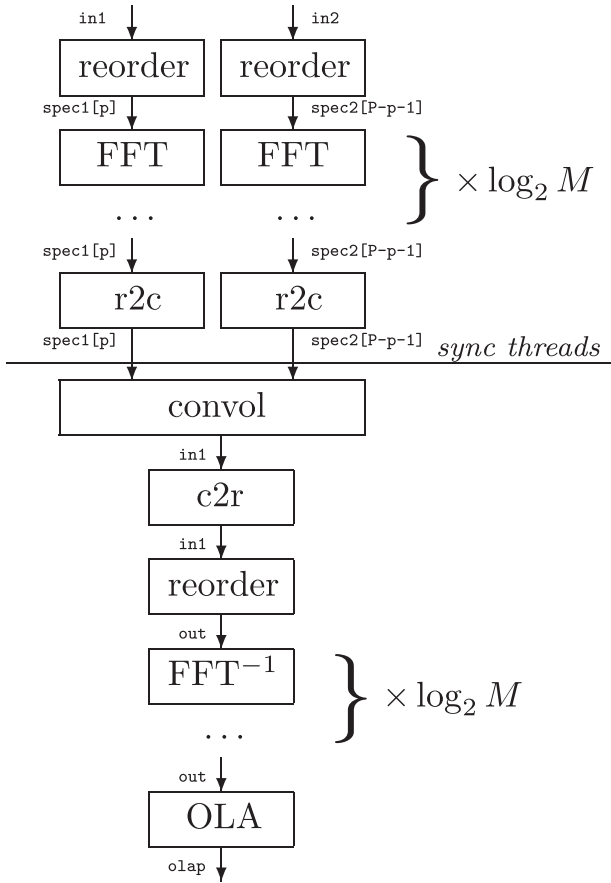 in1 in2
reorder reorder
spec1[p] spec2[P-p-1]
FFT FFT
} × log₂ M
... ...
spec1[p] spec2[P-p-1]
r2c r2c
spec1[p] spec2[P-p-1]
sync threads
convol
in1
c2r
in1
reorder
out
FFT⁻¹
} × log₂ M
...
out
OLA
olap